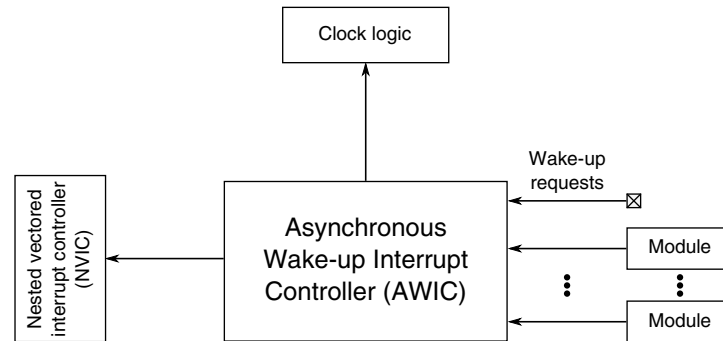 Clock logic
Nested vectored
interrupt controller
(NVIC)
Asynchronous
Wake-up Interrupt
Controller (AWIC)
Wake-up
requests
Module
Module